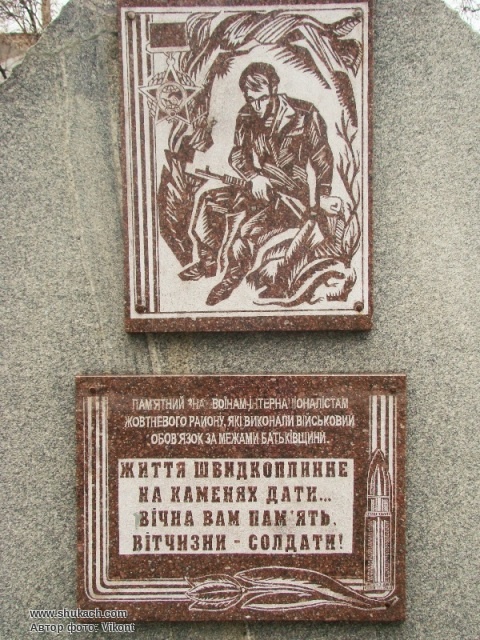 ПАМ'ЯТНИЙ ЗНАК ВОЇНАМ-ІНТЕРНАЦІОНАЛІСТАМ
ЖОВТНЕВОГО РАЙОНУ, ЯКІ ВИКОНАЛИ ВІЙСЬКОВИЙ
ОБОВ'ЯЗОК ЗА МЕЖАМИ БАТЬКІВЩИНИ.
ЖИТТЯ ШВИДКОПЛИННЕ
НА КАМЕНЯХ ДАТИ...
ВІЧНА ВАМ ПАМ'ЯТЬ,
ВІТЧИЗНИ - СОЛДАТИ!
www.shukach.com
Автор фото: Vikont